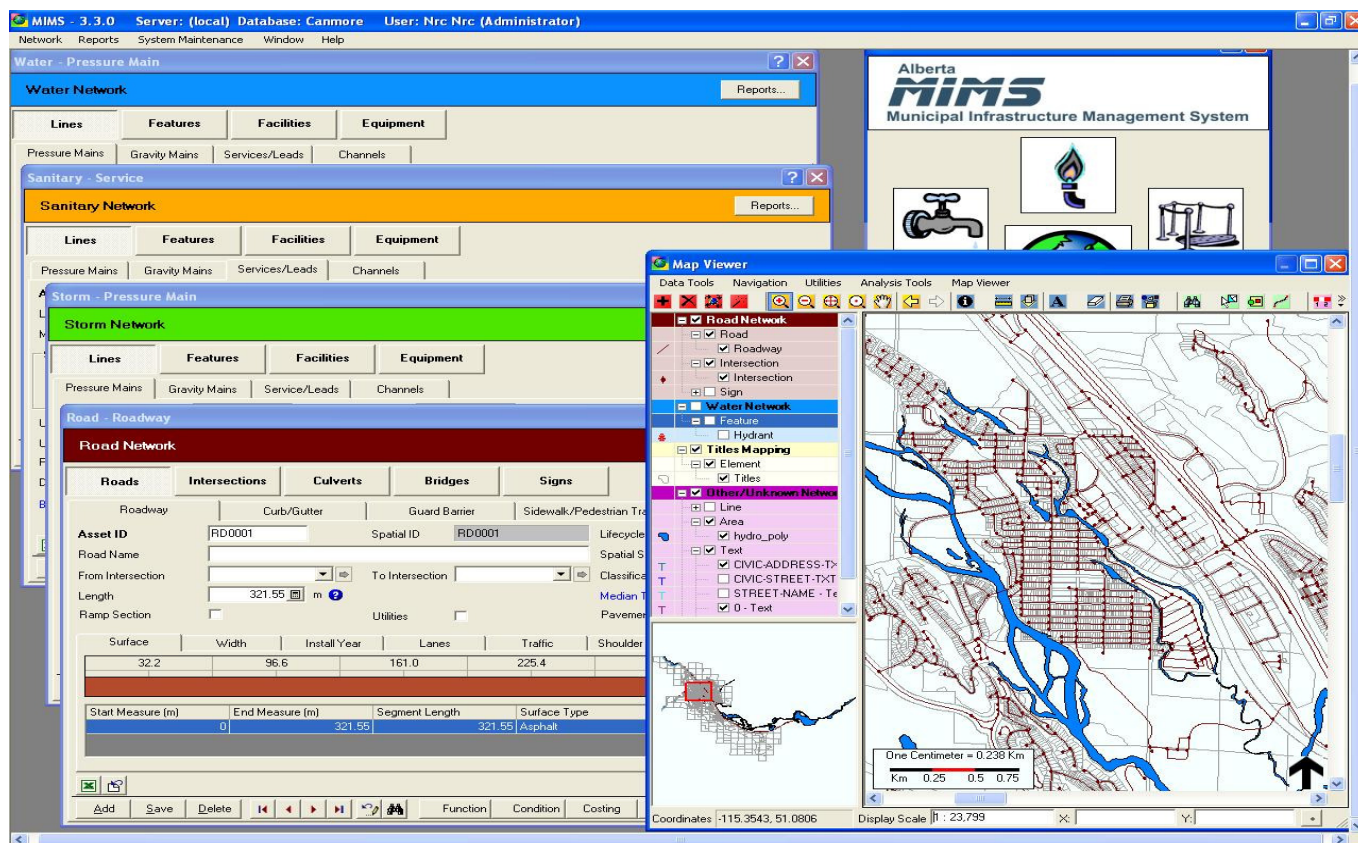 MIMS - 3.3.0 Server: (local) Database: Canmore User: Nrc Nrc (Administrator)
Network Reports System Maintenance Window Help
Water - Pressure Main
Water Network Reports...
Lines Features Facilities Equipment
Pressure Mains Gravity Mains Services/Leads Channels
Sanitary - Service
Sanitary Network Reports...
Lines Features Facilities Equipment
Pressure Mains Gravity Mains Services/Leads Channels
Storm - Pressure Main
Storm Network
Lines Features Facilities Equipment
Pressure Mains Gravity Mains Service/Leads Channels
Road - Roadway
Road Network
Roads Intersections Culverts Bridges Signs
Roadway Curb/Gutter Guard Barrier Sidewalk/Pedestrian Tra
Asset ID RD0001 Spatial ID RD0001 Lifecycle
Road Name Spatial S
From Intersection To Intersection Classifica
Length 321.55 m Median T
Ramp Section Utilities Pavemer
Surface Width Install Year Lanes Traffic Shoulder
32.2 96.6 161.0 225.4
Start Measure (m) End Measure (m) Segment Length Surface Type
0 321.55 321.55 Asphalt
Add Save Delete Function Condition Costing
Alberta
MIMS
Municipal Infrastructure Management System
Map Viewer
Data Tools Navigation Utilities Analysis Tools Map Viewer
A
Road Network
Road
Roadway
Intersection
Intersection
Sign
Water Network
Feature
Hydrant
Titles Mapping
Element
Titles
Other/Unknown Networ
Line
Area
hydro_poly
Text
T CIVIC-ADDRESS-TX
T CIVIC-STREET-TXT
T STREET-NAME - Te
T 0 - Text
One Centimeter = 0.238 Km
Km 0.25 0.5 0.75
Coordinates -115.3543, 51.0806 Display Scale 1 : 23,799 X: Y: